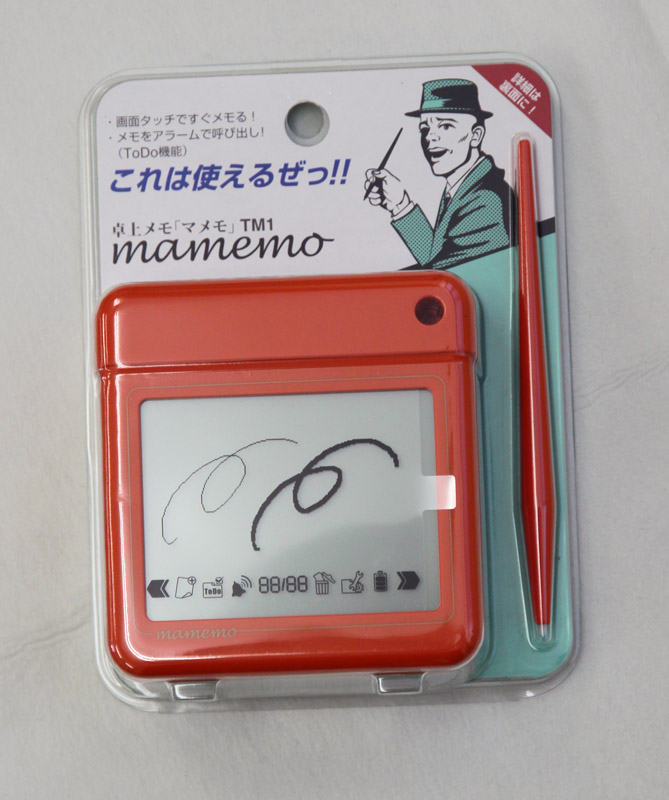 ・画面タッチですぐメモる！
・メモをアラームで呼び出し!
（ToDo機能）
これは使えるぜっ!!
詳細は
裏面に！
卓上メモ「マメモ」TM1
mamemo
ToDo
88/88
mamemo